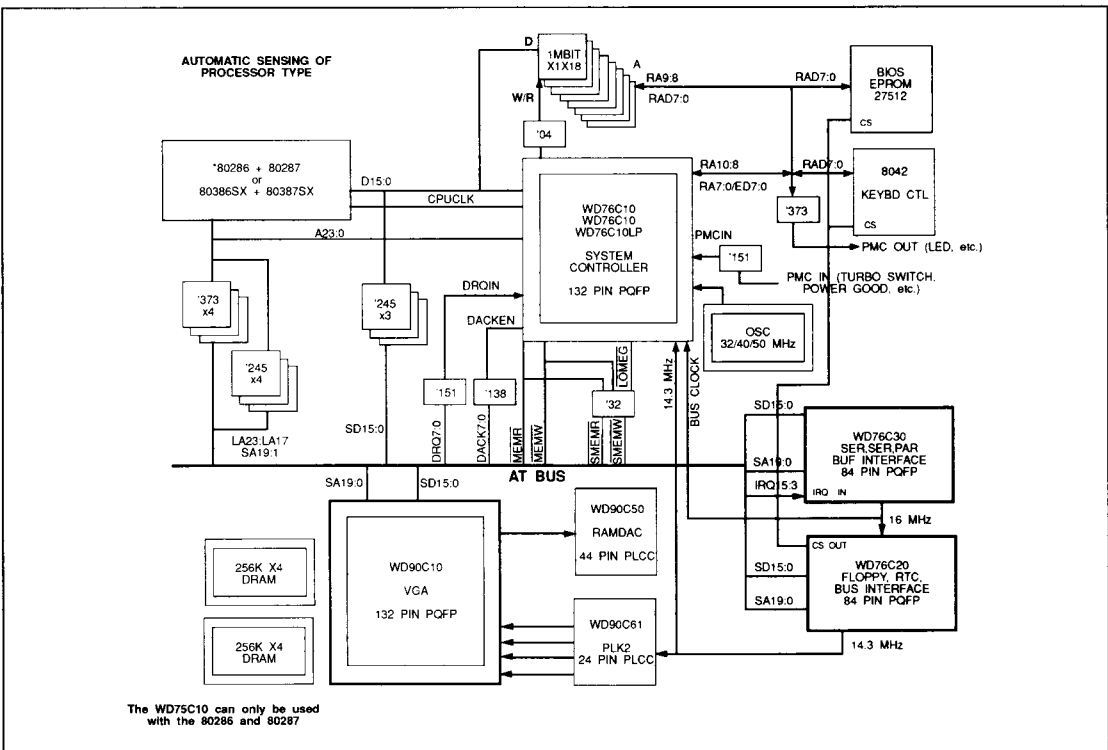 AUTOMATIC SENSING OF
PROCESSOR TYPE
D
1MBIT
X1X18
A
W/R
'04
RA9:8
RAD7:0
RAD7:0
BIOS
EPROM
27512
CS
*80286 + 80287
or
80386SX + 80387SX
D15:0
CPUCLK
A23:0
WD76C10
WD76C10
WD76C10LP
SYSTEM
CONTROLLER
132 PIN PQFP
RA10:8
RA7:0/ED7:0
RAD7:0
8042
KEYBD CTL
CS
'373
PMC OUT (LED, etc.)
PMCIN
'151
PMC IN (TURBO SWITCH,
POWER GOOD, etc.)
OSC
32/40/50 MHz
'373
x4
'245
x4
'245
x3
DRQIN
DACKEN
'151
'138
'32
LOMEG
14.3 MHz
BUS CLOCK
LA23:LA17
SA19:1
SD15:0
DRQ7:0
DACK7:0
MEMR
MEMW
SMEMR
SMEMW
AT BUS
SD15:0
SA19:0
IRQ15:3
WD76C30
SER,SER,PAR
BUF INTERFACE
84 PIN PQFP
IRQ IN
16 MHz
SA19:0
SD15:0
WD90C10
VGA
132 PIN PQFP
WD90C50
RAMDAC
44 PIN PLCC
256K X4
DRAM
256K X4
DRAM
WD90C61
PLK2
24 PIN PLCC
CS OUT
WD76C20
FLOPPY, RTC,
BUS INTERFACE
84 PIN PQFP
SD15:0
SA19:0
14.3 MHz
The WD75C10 can only be used
with the 80286 and 80287